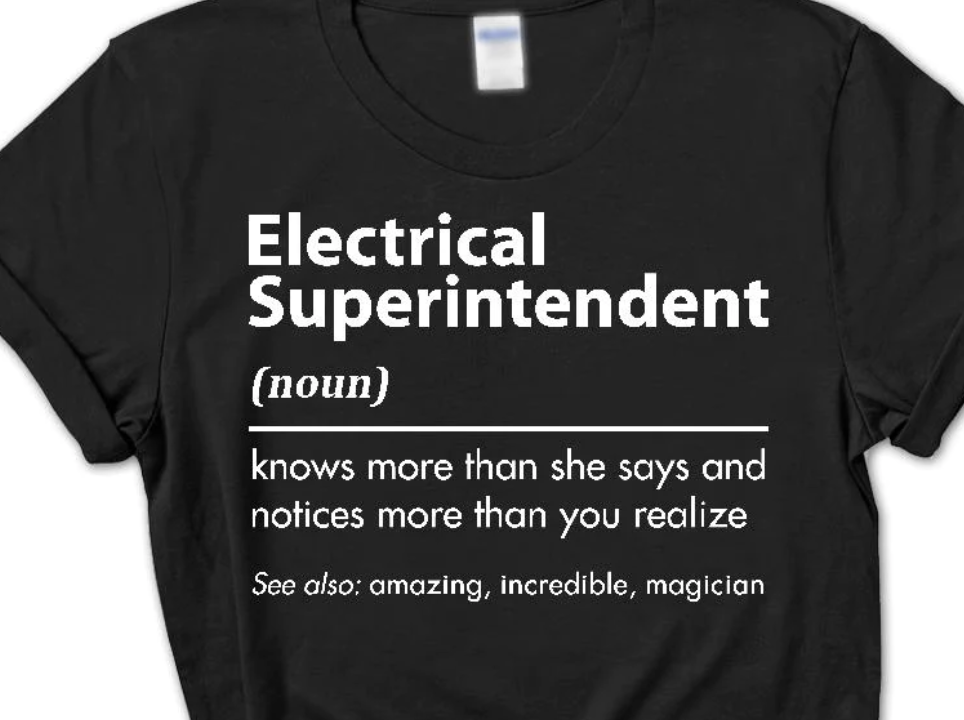 Electrical
Superintendent
(noun)
knows more than she says and
notices more than you realize
See also: amazing, incredible, magician